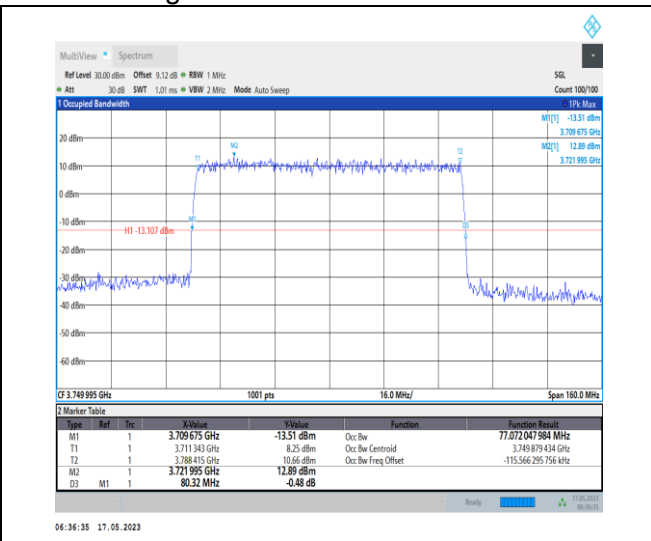 MultiView Spectrum
Ref Level 30.00 dBm Offset 9.12 dB RBW 1 MHz SGL
Att 30 dB SWT 1.01 ms VBW 2 MHz Mode Auto Sweep Count 100/100
1 Occupied Bandwidth 1Pk Max
M1[1] -13.51 dBm
3.709 675 GHz
M2[1] 12.89 dBm
3.721 995 GHz
20 dBm
M2
T1
T2
10 dBm
0 dBm
-10 dBm
M1
H1 -13.107 dBm
D3
-20 dBm
-30 dBm
-40 dBm
-50 dBm
-60 dBm
CF 3.749 995 GHz 1001 pts 16.0 MHz/ Span 160.0 MHz
2 Marker Table
Type Ref Trc X-Value Y-Value Function Function Result
M1 1 3.709 675 GHz -13.51 dBm Occ Bw 77.072 047 984 MHz
T1 1 3.711 343 GHz 8.25 dBm Occ Bw Centroid 3.749 879 434 GHz
T2 1 3.788 415 GHz 10.66 dBm Occ Bw Freq Offset -115.566 295 756 kHz
M2 1 3.721 995 GHz 12.89 dBm
D3 M1 1 80.32 MHz -0.48 dB
Ready 17.05.2023
06:36:35
06:36:35 17.05.2023